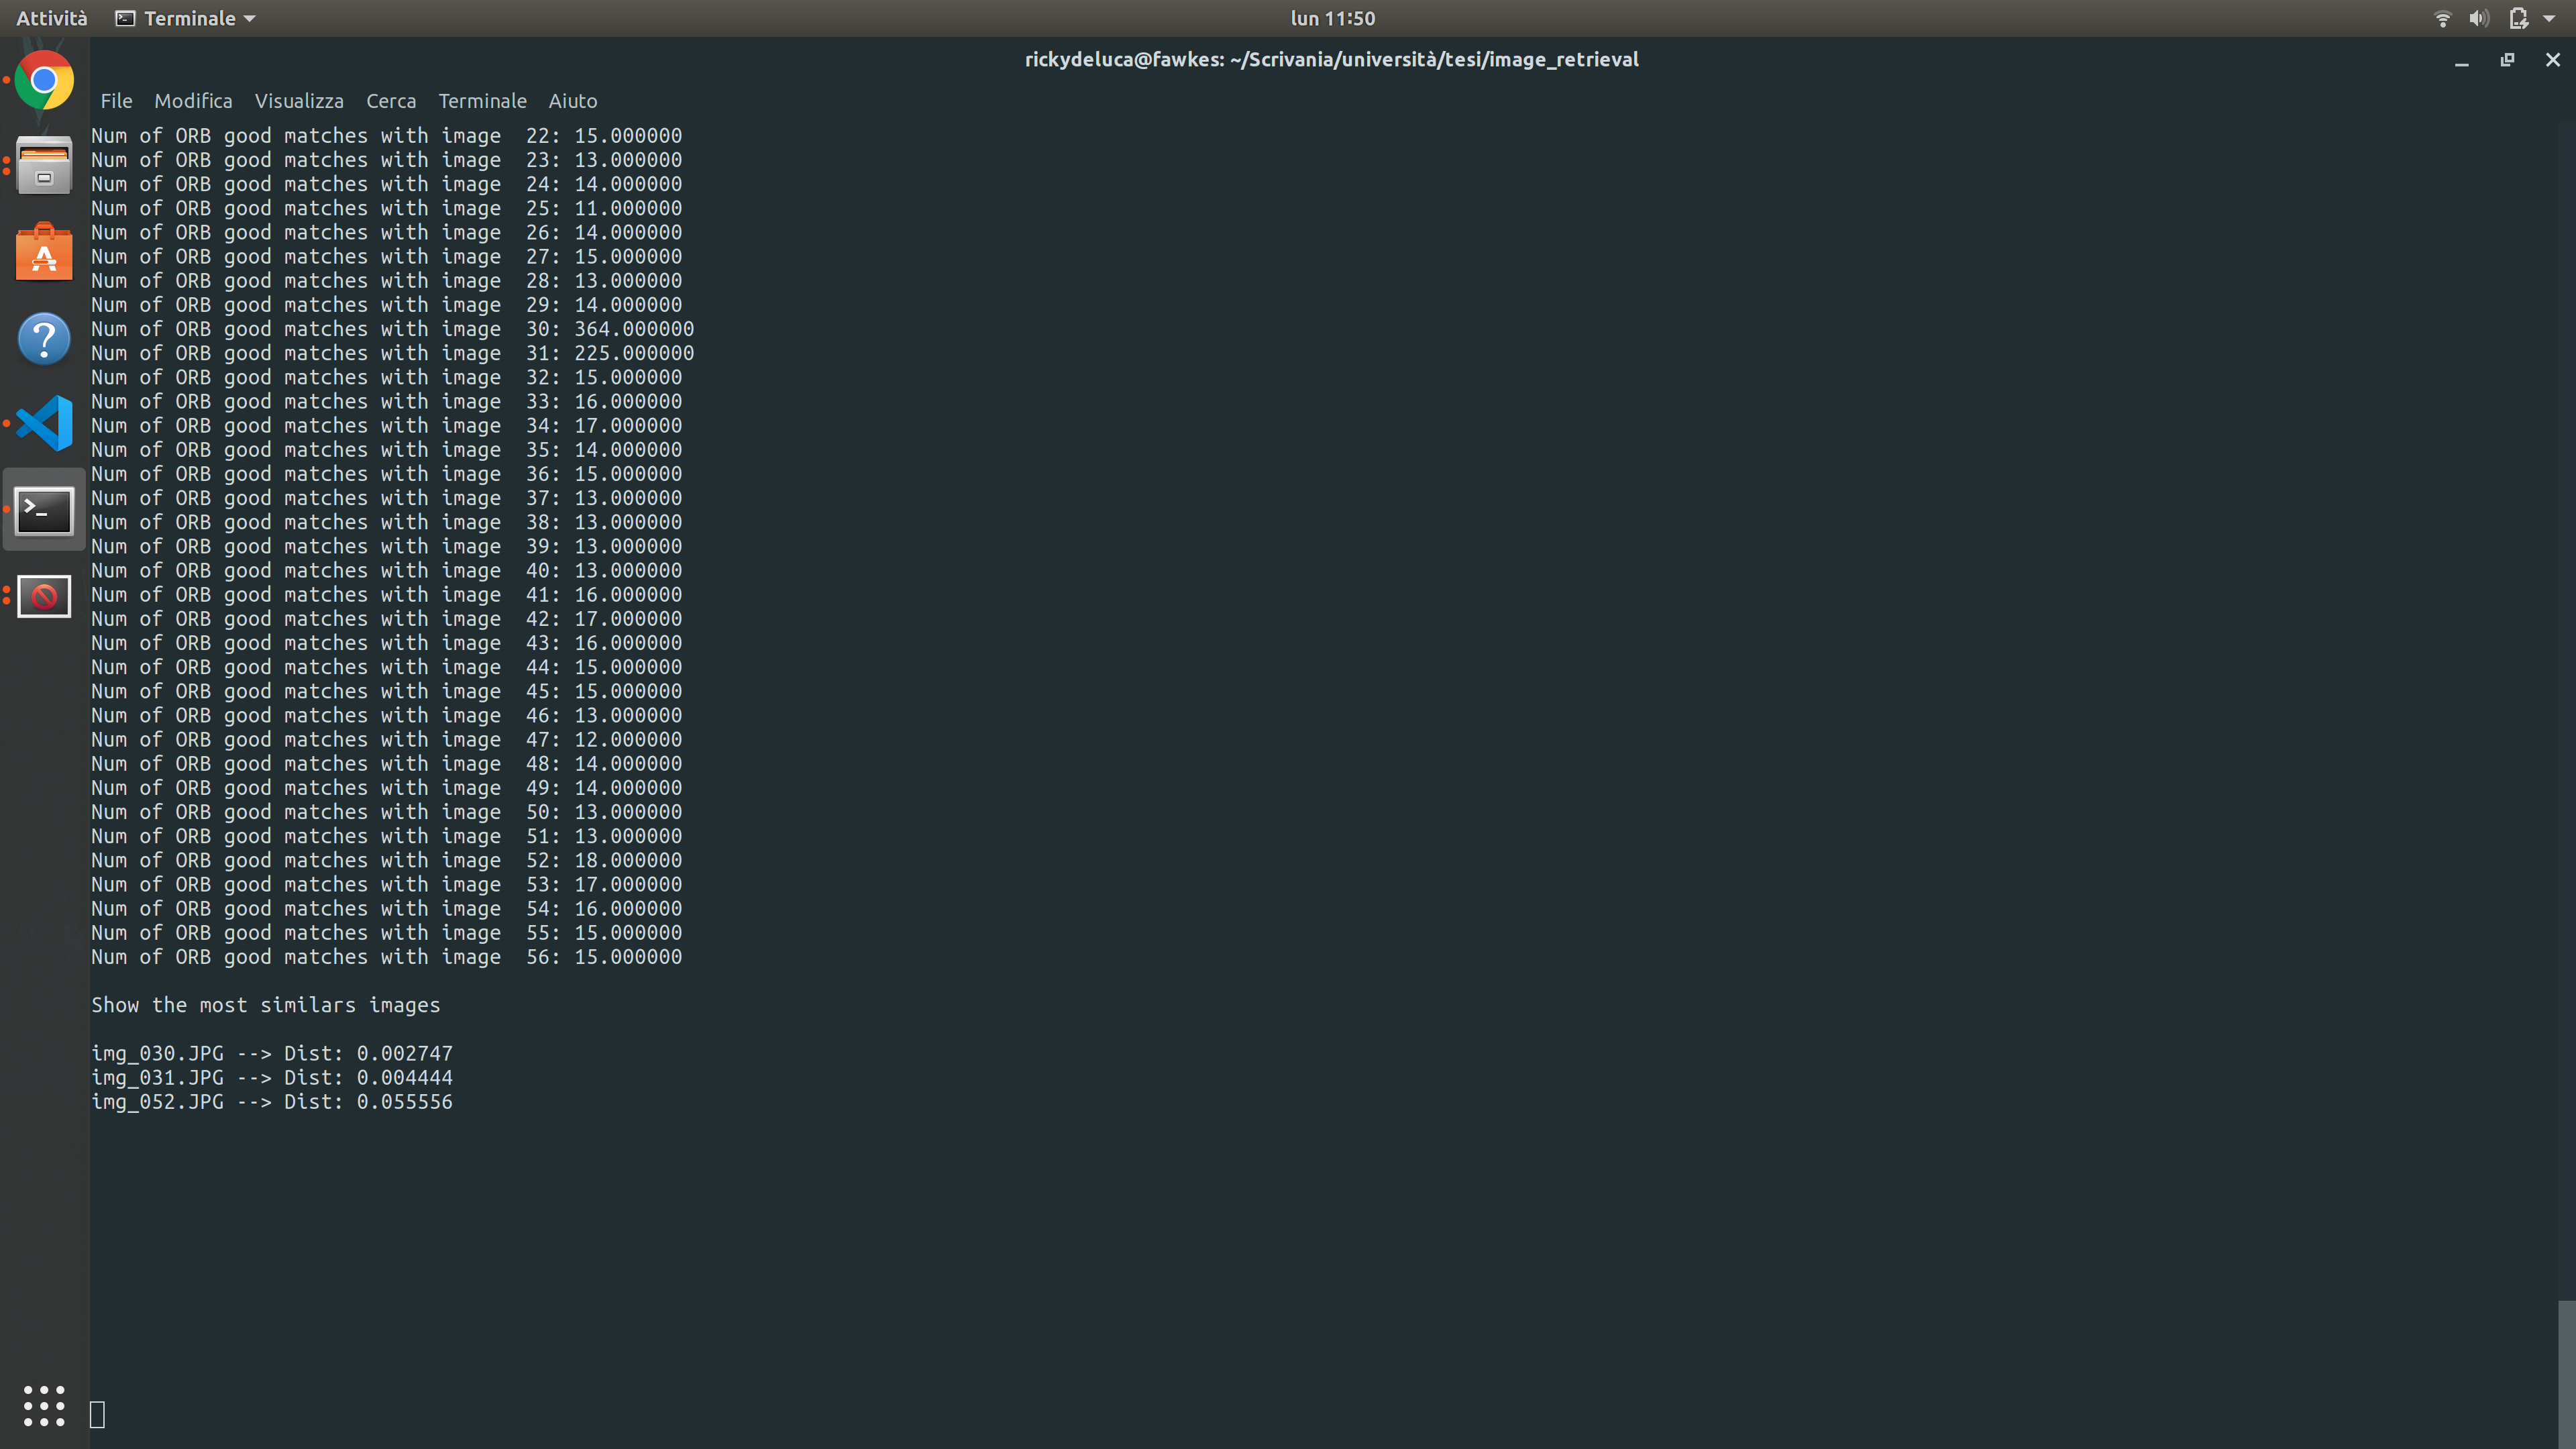 Attività Terminale lun 11:50
rickydeluca@fawkes: ~/Scrivania/università/tesi/image_retrieval
File Modifica Visualizza Cerca Terminale Aiuto
Num of ORB good matches with image  22: 15.000000
Num of ORB good matches with image  23: 13.000000
Num of ORB good matches with image  24: 14.000000
Num of ORB good matches with image  25: 11.000000
Num of ORB good matches with image  26: 14.000000
Num of ORB good matches with image  27: 15.000000
Num of ORB good matches with image  28: 13.000000
Num of ORB good matches with image  29: 14.000000
Num of ORB good matches with image  30: 364.000000
Num of ORB good matches with image  31: 225.000000
Num of ORB good matches with image  32: 15.000000
Num of ORB good matches with image  33: 16.000000
Num of ORB good matches with image  34: 17.000000
Num of ORB good matches with image  35: 14.000000
Num of ORB good matches with image  36: 15.000000
Num of ORB good matches with image  37: 13.000000
Num of ORB good matches with image  38: 13.000000
Num of ORB good matches with image  39: 13.000000
Num of ORB good matches with image  40: 13.000000
Num of ORB good matches with image  41: 16.000000
Num of ORB good matches with image  42: 17.000000
Num of ORB good matches with image  43: 16.000000
Num of ORB good matches with image  44: 15.000000
Num of ORB good matches with image  45: 15.000000
Num of ORB good matches with image  46: 13.000000
Num of ORB good matches with image  47: 12.000000
Num of ORB good matches with image  48: 14.000000
Num of ORB good matches with image  49: 14.000000
Num of ORB good matches with image  50: 13.000000
Num of ORB good matches with image  51: 13.000000
Num of ORB good matches with image  52: 18.000000
Num of ORB good matches with image  53: 17.000000
Num of ORB good matches with image  54: 16.000000
Num of ORB good matches with image  55: 15.000000
Num of ORB good matches with image  56: 15.000000
Show the most similars images
img_030.JPG --> Dist: 0.002747
img_031.JPG --> Dist: 0.004444
img_052.JPG --> Dist: 0.055556